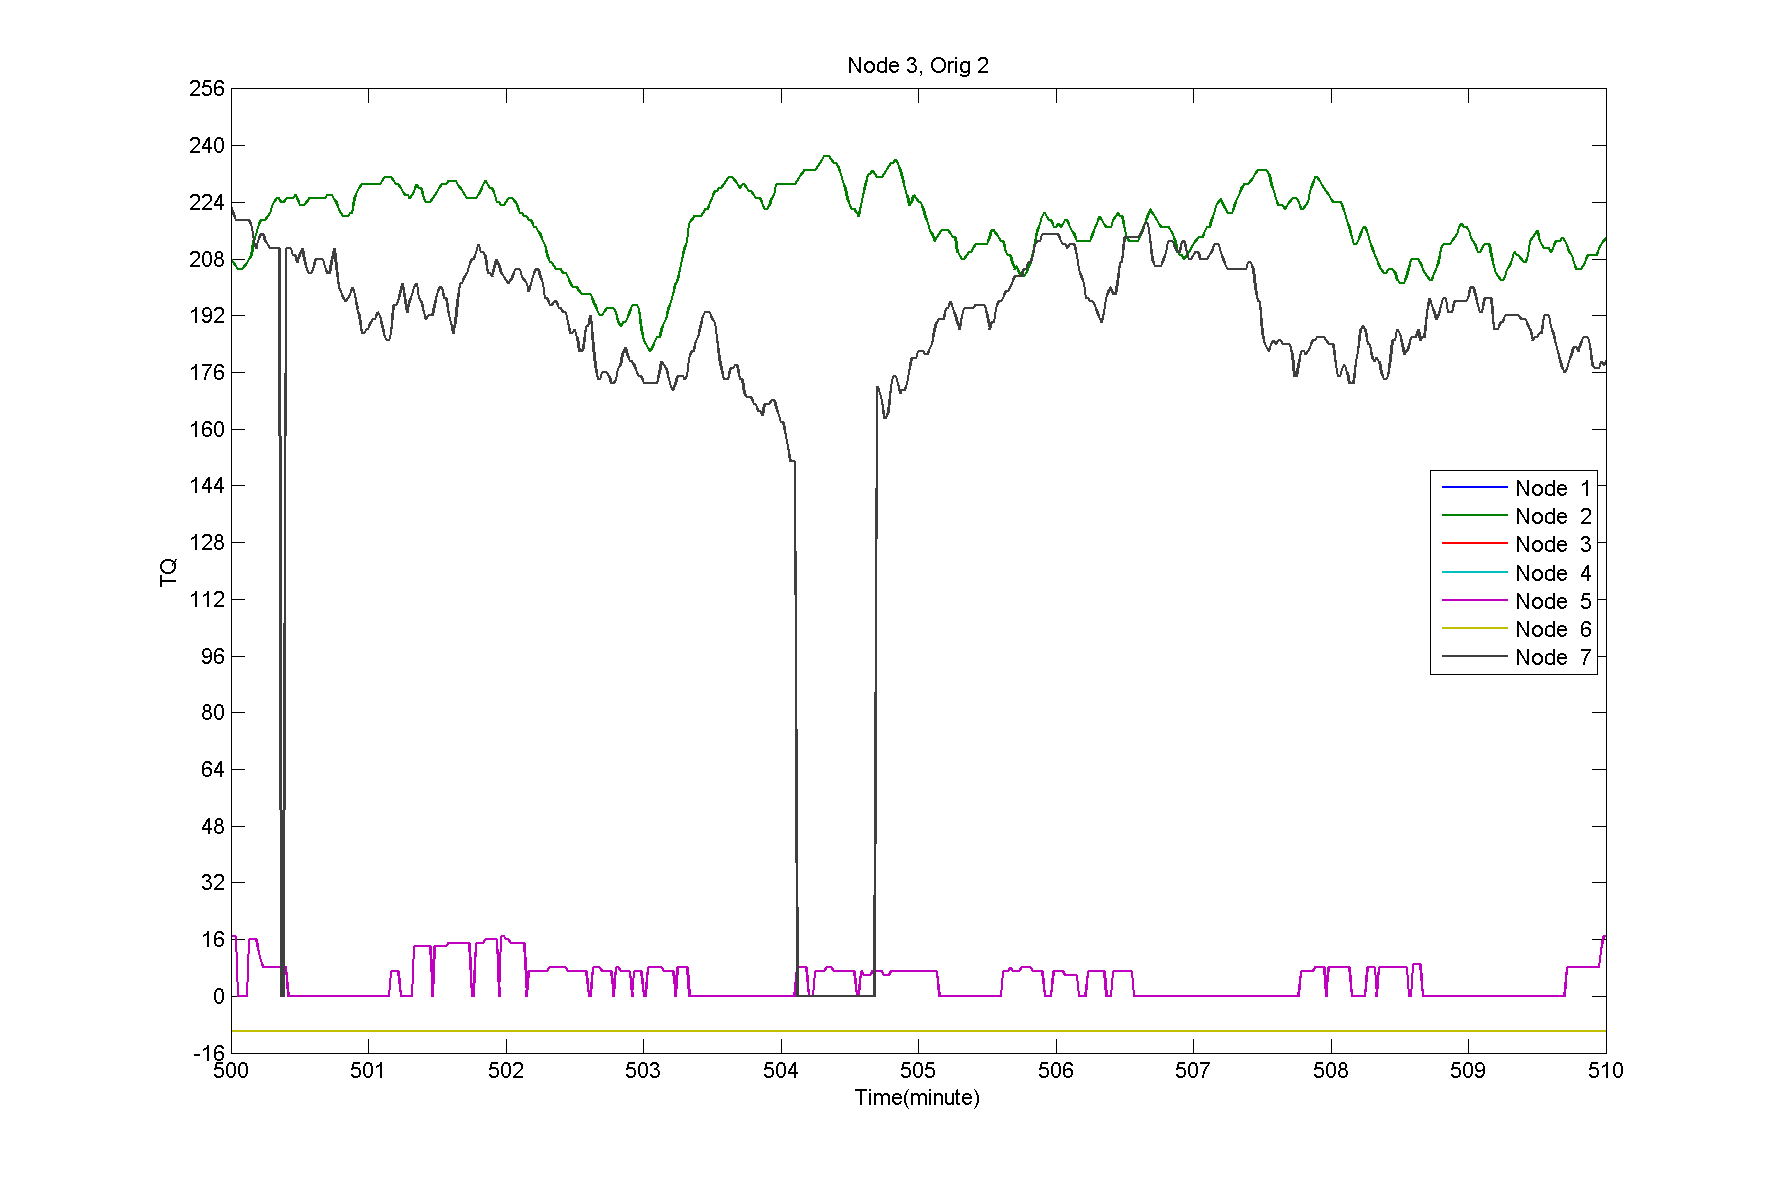 Node 3, Orig 2
256
240
224
208
192
176
160
144
128
112
96
80
64
48
32
16
0
-16
TQ
Node 1
Node 2
Node 3
Node 4
Node 5
Node 6
Node 7
500 501 502 503 504 505 506 507 508 509 510
Time(minute)